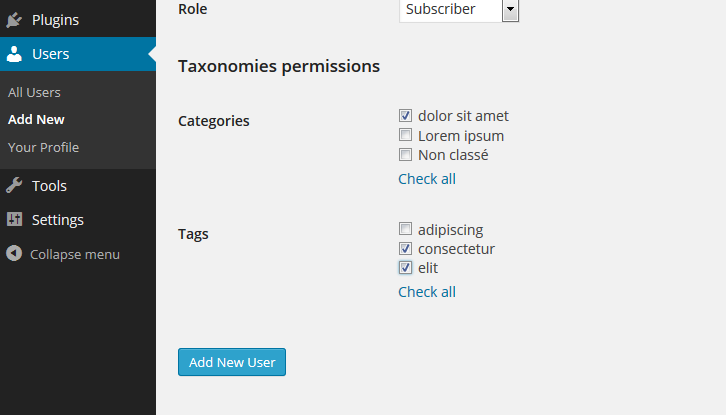 Plugins
Users
All Users
Add New
Your Profile
Tools
Settings
Collapse menu
Role
Subscriber
Taxonomies permissions
Categories
dolor sit amet
Lorem ipsum
Non classé
Check all
Tags
adipiscing
consectetur
elit
Check all
Add New User